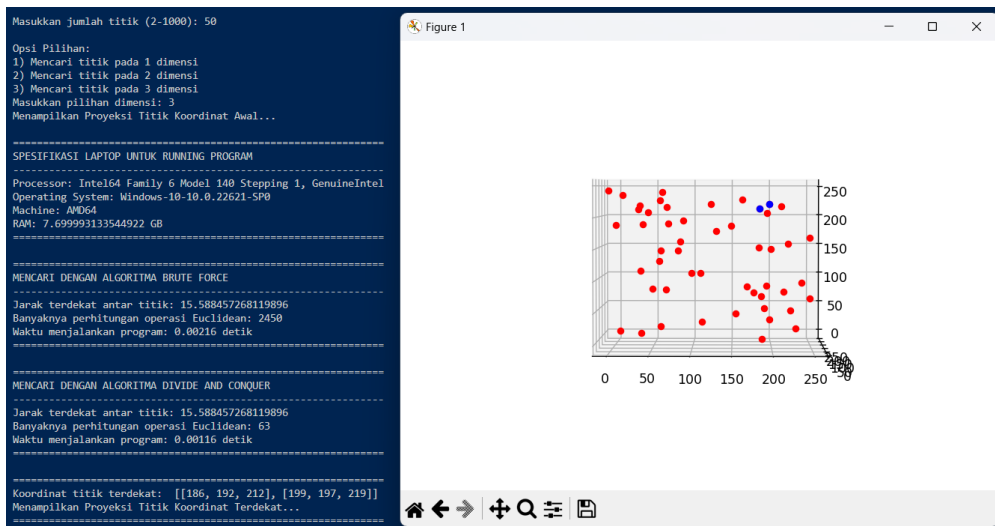 Masukkan jumlah titik (2-1000): 50
Opsi Pilihan:
1) Mencari titik pada 1 dimensi
2) Mencari titik pada 2 dimensi
3) Mencari titik pada 3 dimensi
Masukkan pilihan dimensi: 3
Menampilkan Proyeksi Titik Koordinat Awal...
==============================================================
SPESIFIKASI LAPTOP UNTUK RUNNING PROGRAM
--------------------------------------------------------------
Processor: Intel64 Family 6 Model 140 Stepping 1, GenuineIntel
Operating System: Windows-10-10.0.22621-SP0
Machine: AMD64
RAM: 7.699993133544922 GB
==============================================================
==============================================================
MENCARI DENGAN ALGORITMA BRUTE FORCE
--------------------------------------------------------------
Jarak terdekat antar titik: 15.588457268119896
Banyaknya perhitungan operasi Euclidean: 2450
Waktu menjalankan program: 0.00216 detik
==============================================================
==============================================================
MENCARI DENGAN ALGORITMA DIVIDE AND CONQUER
--------------------------------------------------------------
Jarak terdekat antar titik: 15.588457268119896
Banyaknya perhitungan operasi Euclidean: 63
Waktu menjalankan program: 0.00116 detik
==============================================================
==============================================================
Koordinat titik terdekat:  [[186, 192, 212], [199, 197, 219]]
Menampilkan Proyeksi Titik Koordinat Terdekat...
==============================================================
Figure 1
250
200
150
100
50
0
0 50 100 150 200 250